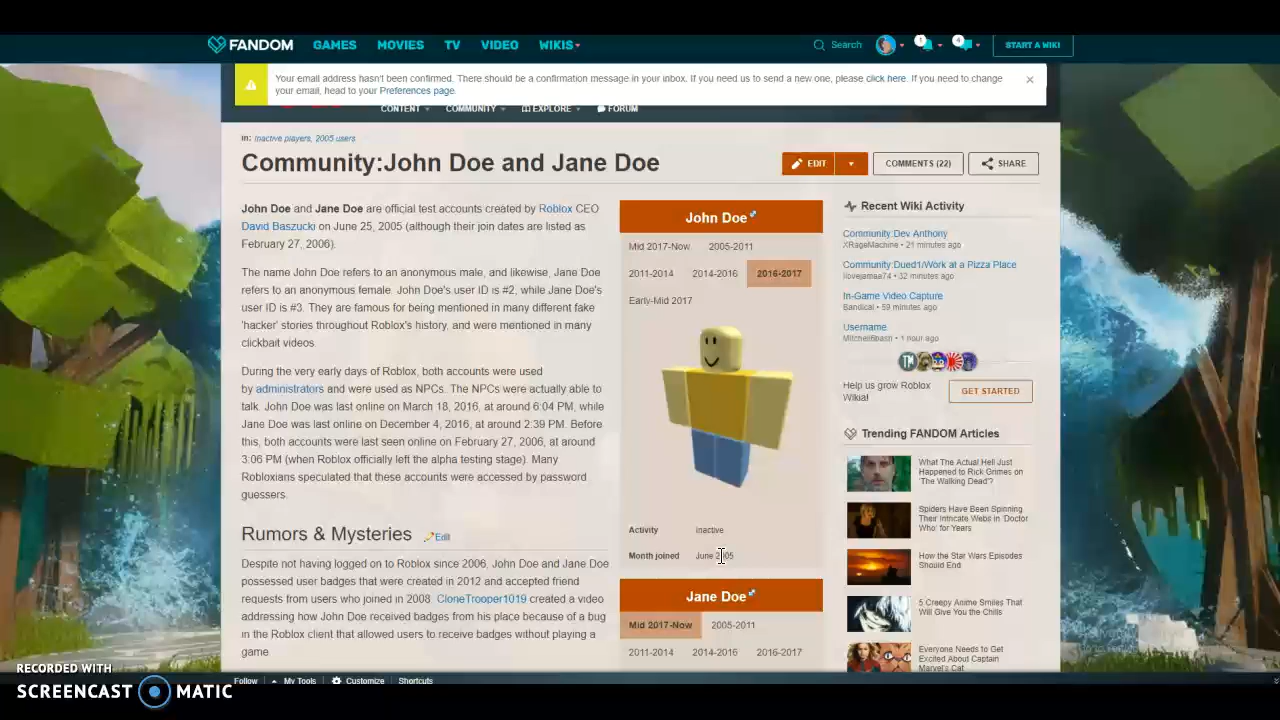 FANDOM GAMES MOVIES TV VIDEO WIKIS Search 1 4 START A WIKI
Your email address hasn't been confirmed. There should be a confirmation message in your inbox. If you need us to send a new one, please click here. If you need to change
your email, head to your Preferences page.
CONTENT COMMUNITY EXPLORE FORUM
in: Inactive players, 2005 users
Community:John Doe and Jane Doe
EDIT COMMENTS (22) SHARE
John Doe and Jane Doe are official test accounts created by Roblox CEO
David Baszucki on June 25, 2005 (although their join dates are listed as
February 27, 2006).
The name John Doe refers to an anonymous male, and likewise, Jane Doe
refers to an anonymous female. John Doe's user ID is #2, while Jane Doe's
user ID is #3. They are famous for being mentioned in many different fake
'hacker' stories throughout Roblox's history, and were mentioned in many
clickbait videos.
During the very early days of Roblox, both accounts were used
by administrators and were used as NPCs. The NPCs were actually able to
talk. John Doe was last online on March 18, 2016, at around 6:04 PM, while
Jane Doe was last online on December 4, 2016, at around 2:39 PM. Before
this, both accounts were last seen online on February 27, 2006, at around
3:06 PM (when Roblox officially left the alpha testing stage). Many
Robloxians speculated that these accounts were accessed by password
guessers.
Rumors & Mysteries Edit
Despite not having logged on to Roblox since 2006, John Doe and Jane Doe
possessed user badges that were created in 2012 and accepted friend
requests from users who joined in 2008. CloneTrooper1019 created a video
addressing how John Doe received badges from his place because of a bug
in the Roblox client that allowed users to receive badges without playing a
game
John Doe
Mid 2017-Now 2005-2011
2011-2014 2014-2016 2016-2017
Early-Mid 2017
Activity Inactive
Month joined June 2005
Jane Doe
Mid 2017-Now 2005-2011
2011-2014 2014-2016 2016-2017
Recent Wiki Activity
Community:Dev Anthony
XRageMachine • 21 minutes ago
Community:Dued1/Work at a Pizza Place
Ilovejamaa74 • 32 minutes ago
In-Game Video Capture
Bandical • 59 minutes ago
Username
Mitchell6bash • 1 hour ago
Help us grow Roblox
Wikia!
GET STARTED
Trending FANDOM Articles
What The Actual Hell Just
Happened to Rick Grimes on
'The Walking Dead'?
Spiders Have Been Spinning
Their Intricate Webs in 'Doctor
Who' for Years
How the Star Wars Episodes
Should End
5 Creepy Anime Smiles That
Will Give You the Chills
Everyone Needs to Get
Excited About Captain
Marvel's Cat
Follow My Tools Customize Shortcuts
RECORDED WITH
SCREENCAST MATIC